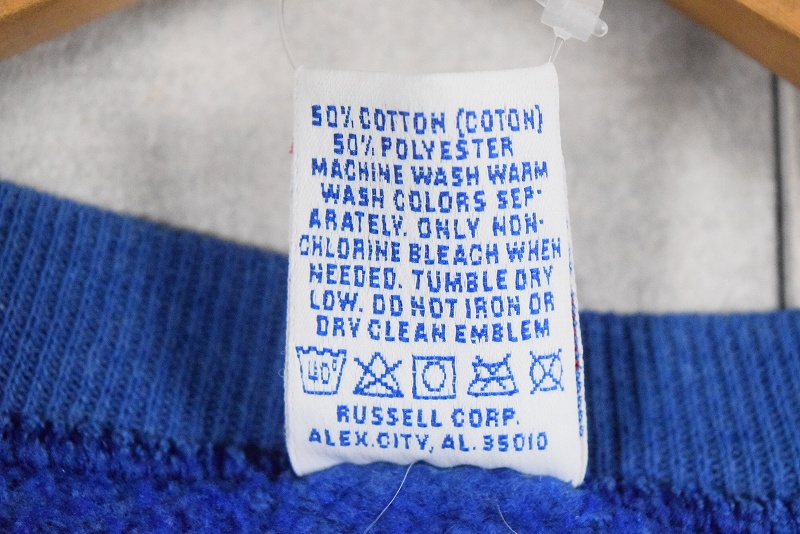 50% COTTON (COTON)
50% POLYESTER
MACHINE WASH WARM
WASH COLORS SEP-
ARATELY. ONLY NON-
CHLORINE BLEACH WHEN
NEEDED. TUMBLE DRY
LOW. DO NOT IRON OR
DRY CLEAN EMBLEM
40°
RUSSELL CORP.
ALEX.CITY, AL. 35010